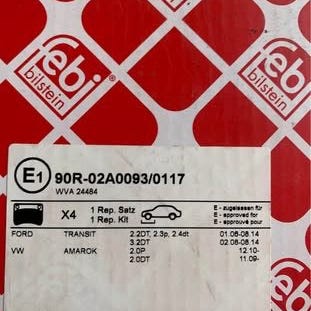 febi
bilstein
febi
bilstein
E1 90R-02A0093/0117
WVA 24484
X4
1 Rep. Satz
1 Rep. Kit
E - zugelassen für
E - approved for
E - approuvé pour
FORD TRANSIT 2.2DT, 2.3p, 2.4dt 01.06-08.14
3.2DT 02.08-08.14
VW AMAROK 2.0P 12.10-
2.0DT 11.09-